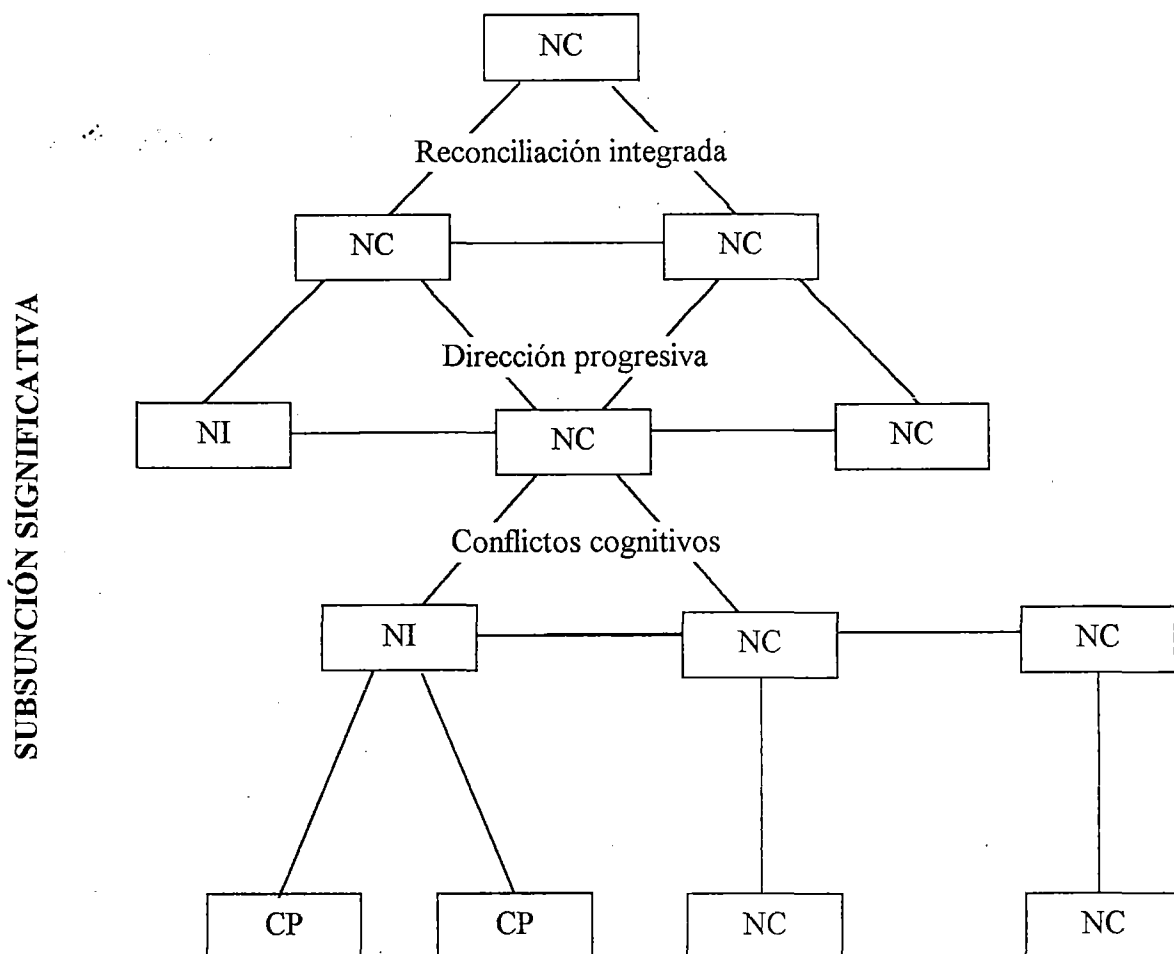 NC
Reconciliación integrada
NC
NC
Dirección progresiva
NI
NC
NC
Conflictos cognitivos
NI
NC
NC
CP
CP
NC
NC
SUBSUNCIÓN SIGNIFICATIVA